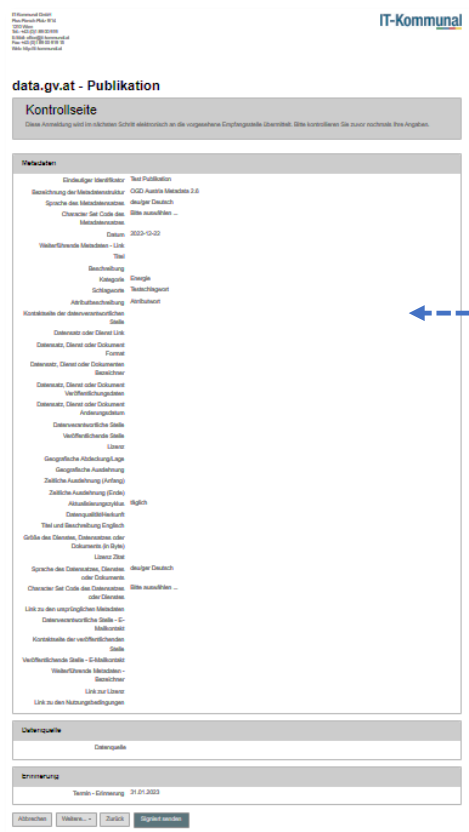 IT-Kommunal GmbH
1200 Wien
IT-Kommunal
data.gv.at - Publikation
Kontrollseite
Diese Anmeldung wird im nächsten Schritt elektronisch an die vorgesehene Empfangsstelle übermittelt. Bitte kontrollieren Sie zuvor nochmals Ihre Angaben.
Metadaten
Eindeutiger Identifikator Test Publikation
Bezeichnung der Metadatenstruktur OGD Austria Metadata 2.6
Sprache des Metadatensatzes deu/ger Deutsch
Character Set Code des Bitte auswählen ...
Metadatensatzes
Datum 2022-12-22
Weiterführende Metadaten - Link
Titel
Beschreibung
Kategorie Energie
Schlagworte Testschlagwort
Attributbeschreibung Attributwort
Kontaktseite der datenverantwortlichen
Stelle
Datensatz oder Dienst Link
Datensatz, Dienst oder Dokument
Format
Datensatz, Dienst oder Dokumenten
Bezeichner
Datensatz, Dienst oder Dokument
Veröffentlichungsdatum
Datensatz, Dienst oder Dokument
Änderungsdatum
Datenverantwortliche Stelle
Veröffentlichende Stelle
Lizenz
Geografische Abdeckung/Lage
Geografische Ausdehnung
Zeitliche Ausdehnung (Anfang)
Zeitliche Ausdehnung (Ende)
Aktualisierungszyklus täglich
Datenqualität/Herkunft
Titel und Beschreibung Englisch
Größe des Dienstes, Datensatzes oder
Dokuments (in Byte)
Lizenz Zitat
Sprache des Datensatzes, Dienstes deu/ger Deutsch
oder Dokuments
Character Set Code des Datensatzes Bitte auswählen ...
oder Dienstes
Link zu den ursprünglichen Metadaten
Datenverantwortliche Stelle - E-
Mailkontakt
Kontaktseite der veröffentlichenden
Stelle
Veröffentlichende Stelle - E-Mailkontakt
Weiterführende Metadaten -
Bezeichner
Link zur Lizenz
Link zu den Nutzungsbedingungen
Datenquelle
Datenquelle
Erinnerung
Termin - Erinnerung 31.01.2023
Abbrechen Weitere... Zurück Signiert senden